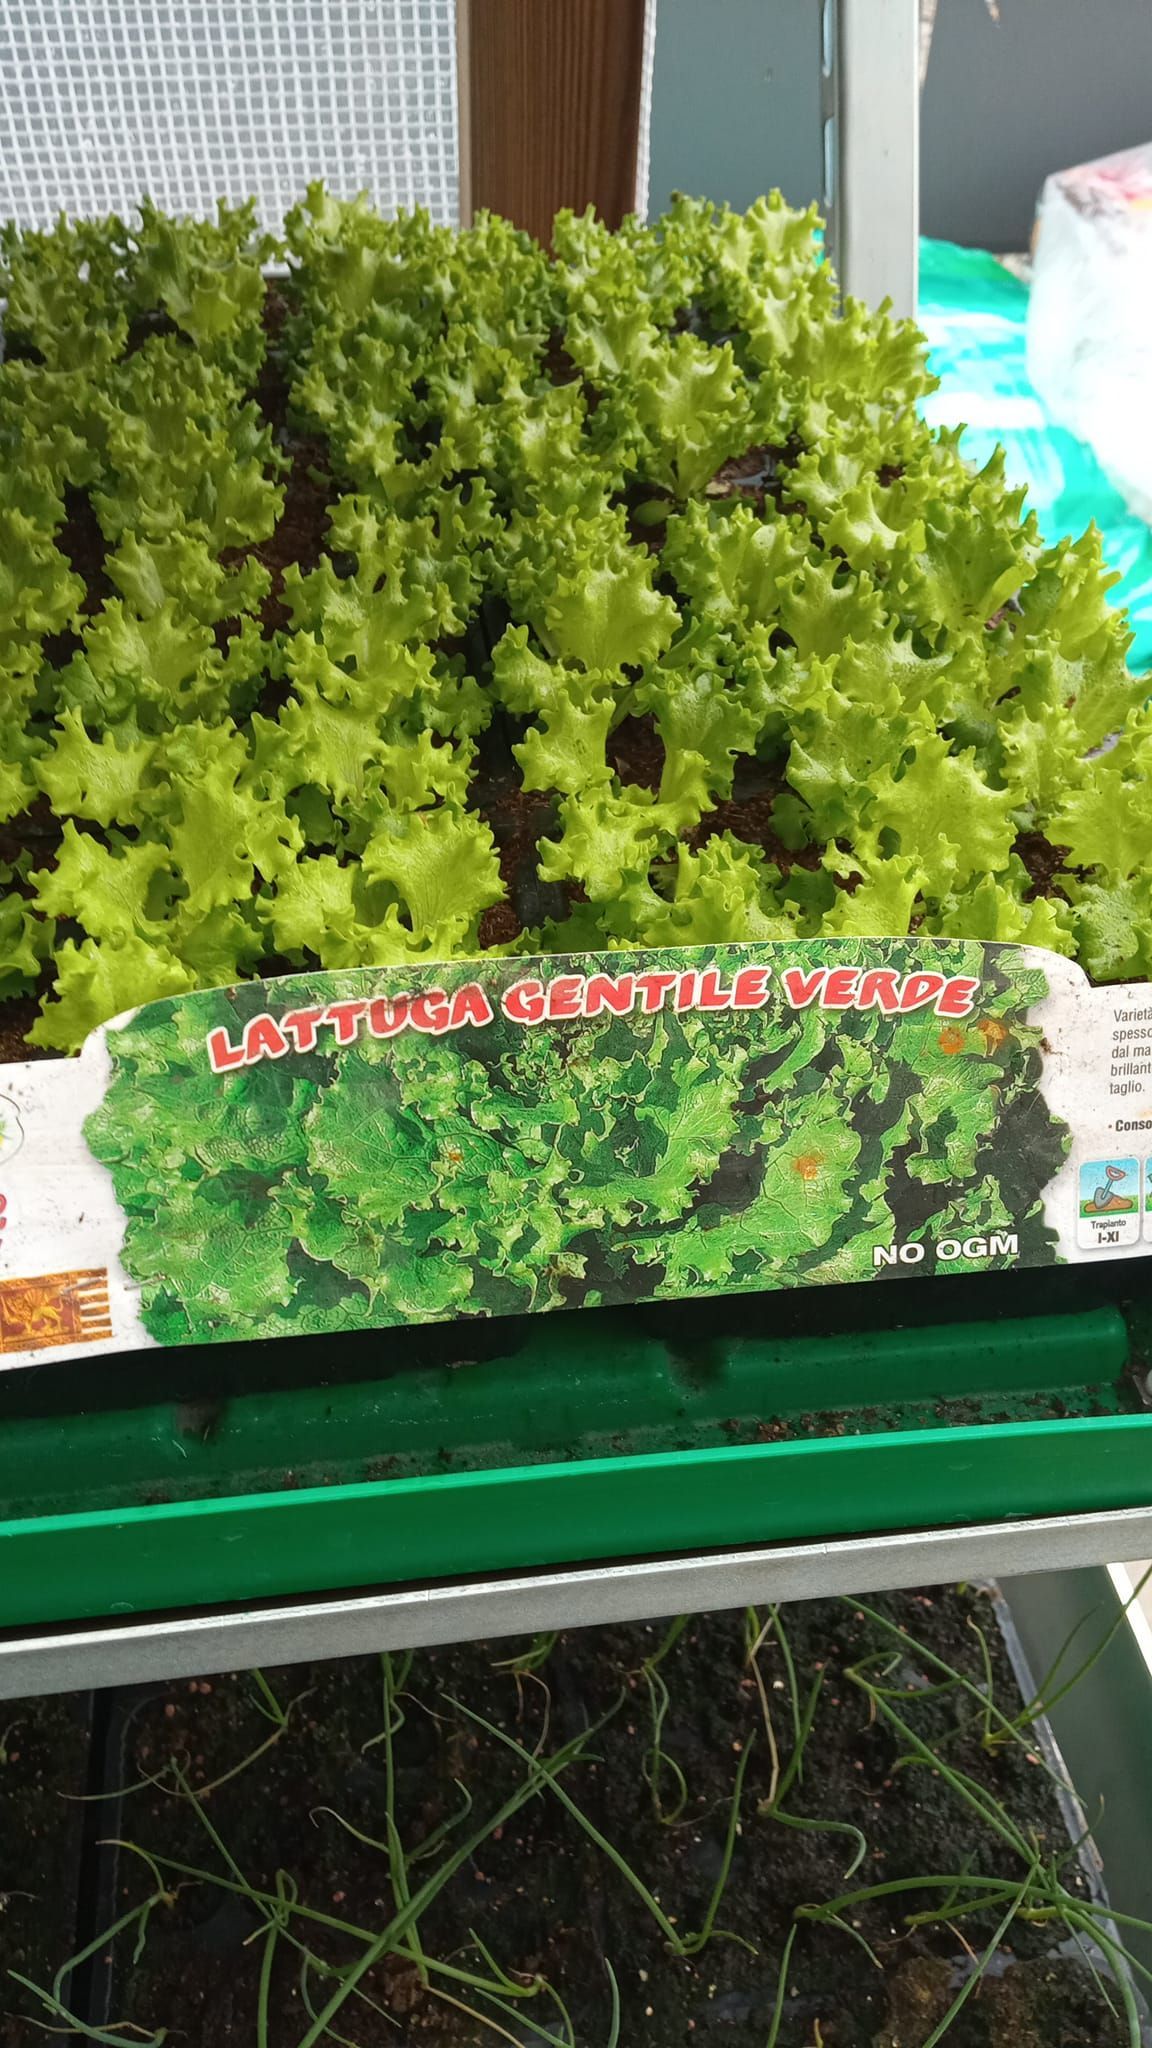 LATTUGA GENTILE VERDE
Varietà
spesso
dal ma
brillant
taglio.
• Conso
Trapianto
I-XI
NO OGM